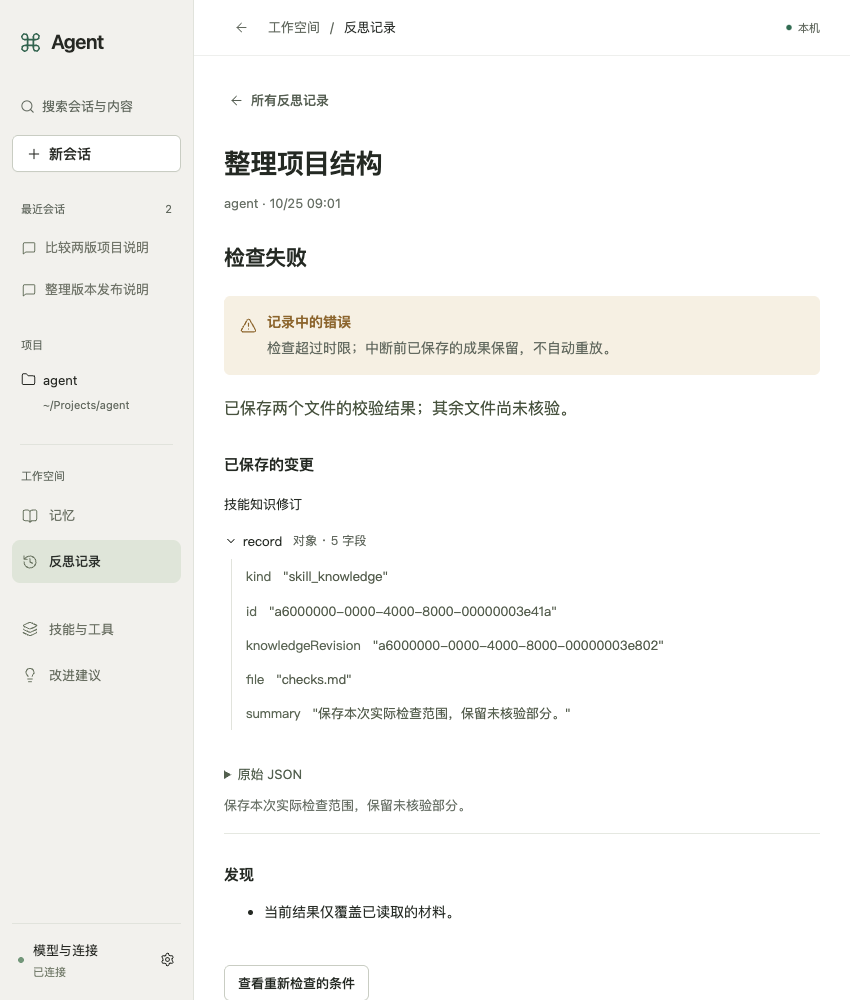 Agent
搜索会话与内容
新会话
最近会话 2
比较两版项目说明
整理版本发布说明
项目
agent
~/Projects/agent
工作空间
记忆
反思记录
技能与工具
改进建议
模型与连接
已连接
工作空间 / 反思记录
本机
所有反思记录
整理项目结构
agent · 10/25 09:01
检查失败
记录中的错误
检查超过时限；中断前已保存的成果保留，不自动重放。
已保存两个文件的校验结果；其余文件尚未核验。
已保存的变更
技能知识修订
record 对象 · 5 字段
kind "skill_knowledge"
id "a6000000-0000-4000-8000-00000003e41a"
knowledgeRevision "a6000000-0000-4000-8000-00000003e802"
file "checks.md"
summary "保存本次实际检查范围，保留未核验部分。"
原始 JSON
保存本次实际检查范围，保留未核验部分。
发现
当前结果仅覆盖已读取的材料。
查看重新检查的条件